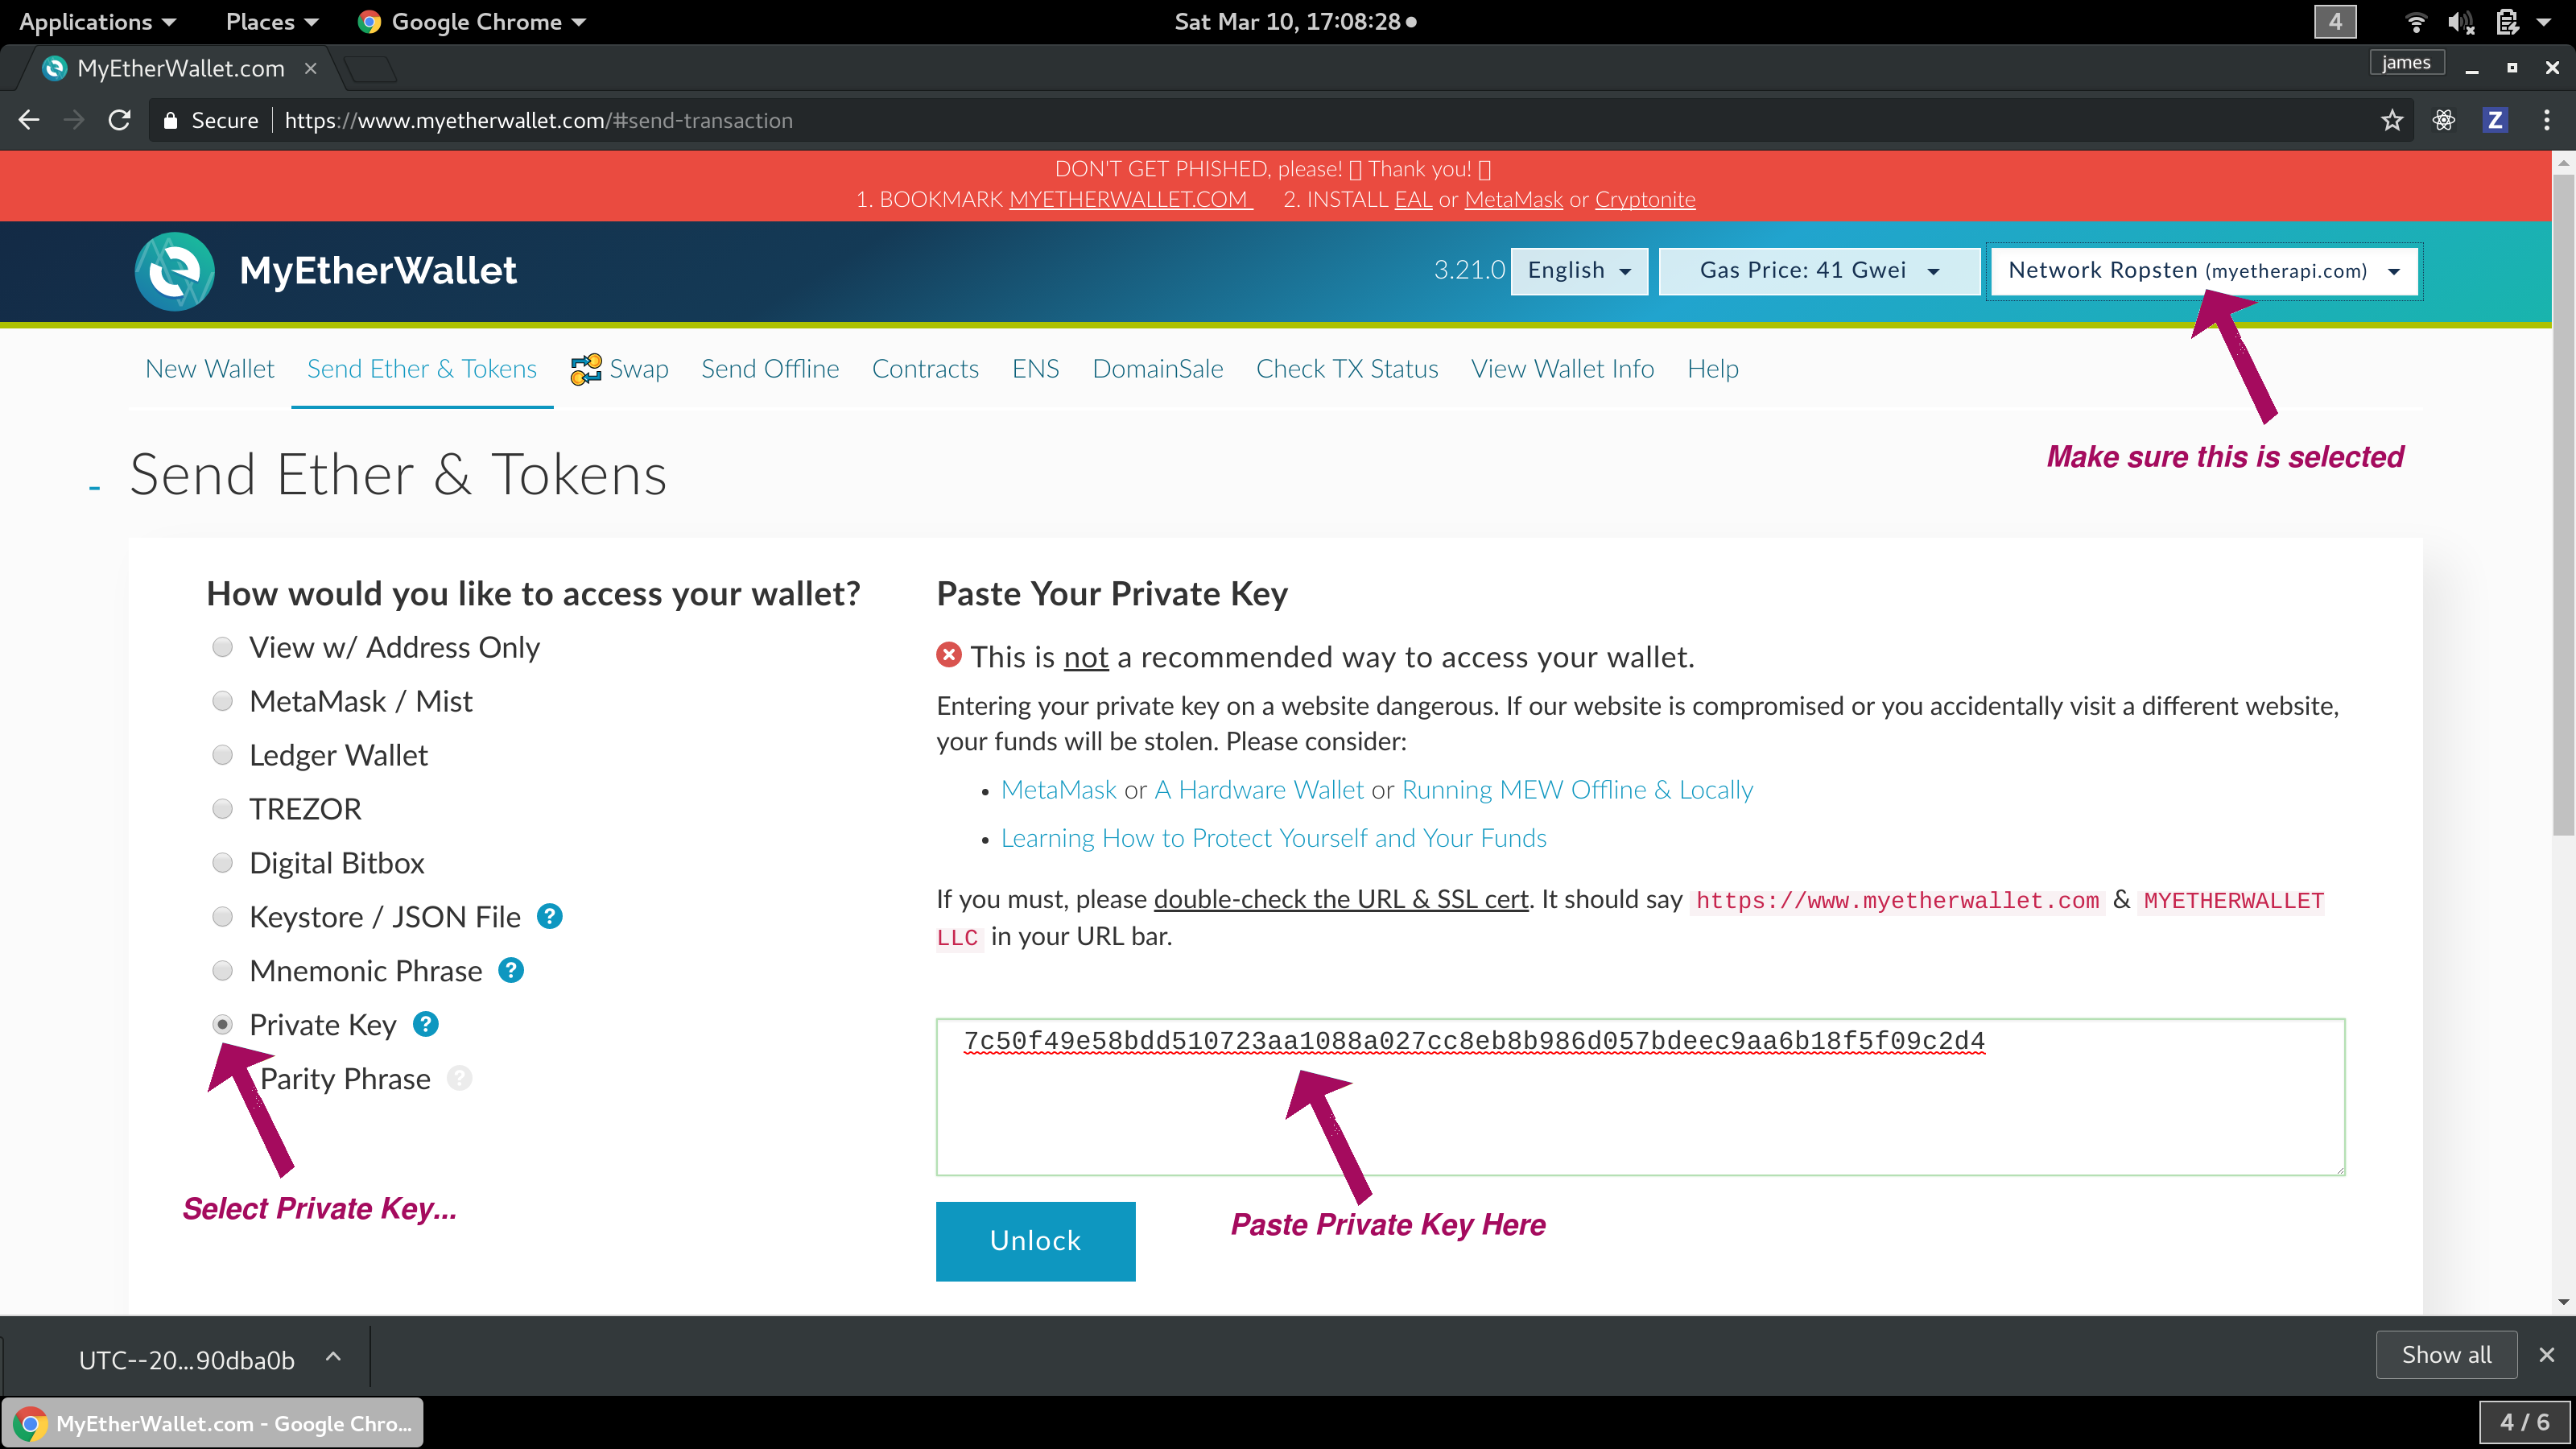 Applications Places Google Chrome Sat Mar 10, 17:08:28 4
MyEtherWallet.com james
Secure https://www.myetherwallet.com/#send-transaction Z
DON'T GET PHISHED, please! Thank you!
1. BOOKMARK MYETHERWALLET.COM 2. INSTALL EAL or MetaMask or Cryptonite
MyEtherWallet 3.21.0 English Gas Price: 41 Gwei Network Ropsten (myetherapi.com)
New Wallet Send Ether & Tokens Swap Send Offline Contracts ENS DomainSale Check TX Status View Wallet Info Help
Make sure this is selected
- Send Ether & Tokens
How would you like to access your wallet?
View w/ Address Only
MetaMask / Mist
Ledger Wallet
TREZOR
Digital Bitbox
Keystore / JSON File ?
Mnemonic Phrase ?
Private Key ?
Parity Phrase ?
Select Private Key...
Paste Your Private Key
This is not a recommended way to access your wallet.
Entering your private key on a website dangerous. If our website is compromised or you accidentally visit a different website,
your funds will be stolen. Please consider:
• MetaMask or A Hardware Wallet or Running MEW Offline & Locally
• Learning How to Protect Yourself and Your Funds
If you must, please double-check the URL & SSL cert. It should say https://www.myetherwallet.com & MYETHERWALLET
LLC in your URL bar.
7c50f49e58bdd510723aa1088a027cc8eb8b986d057bdeec9aa6b18f5f09c2d4
Paste Private Key Here
Unlock
UTC--20...90dba0b Show all
MyEtherWallet.com - Google Chro... 4 / 6